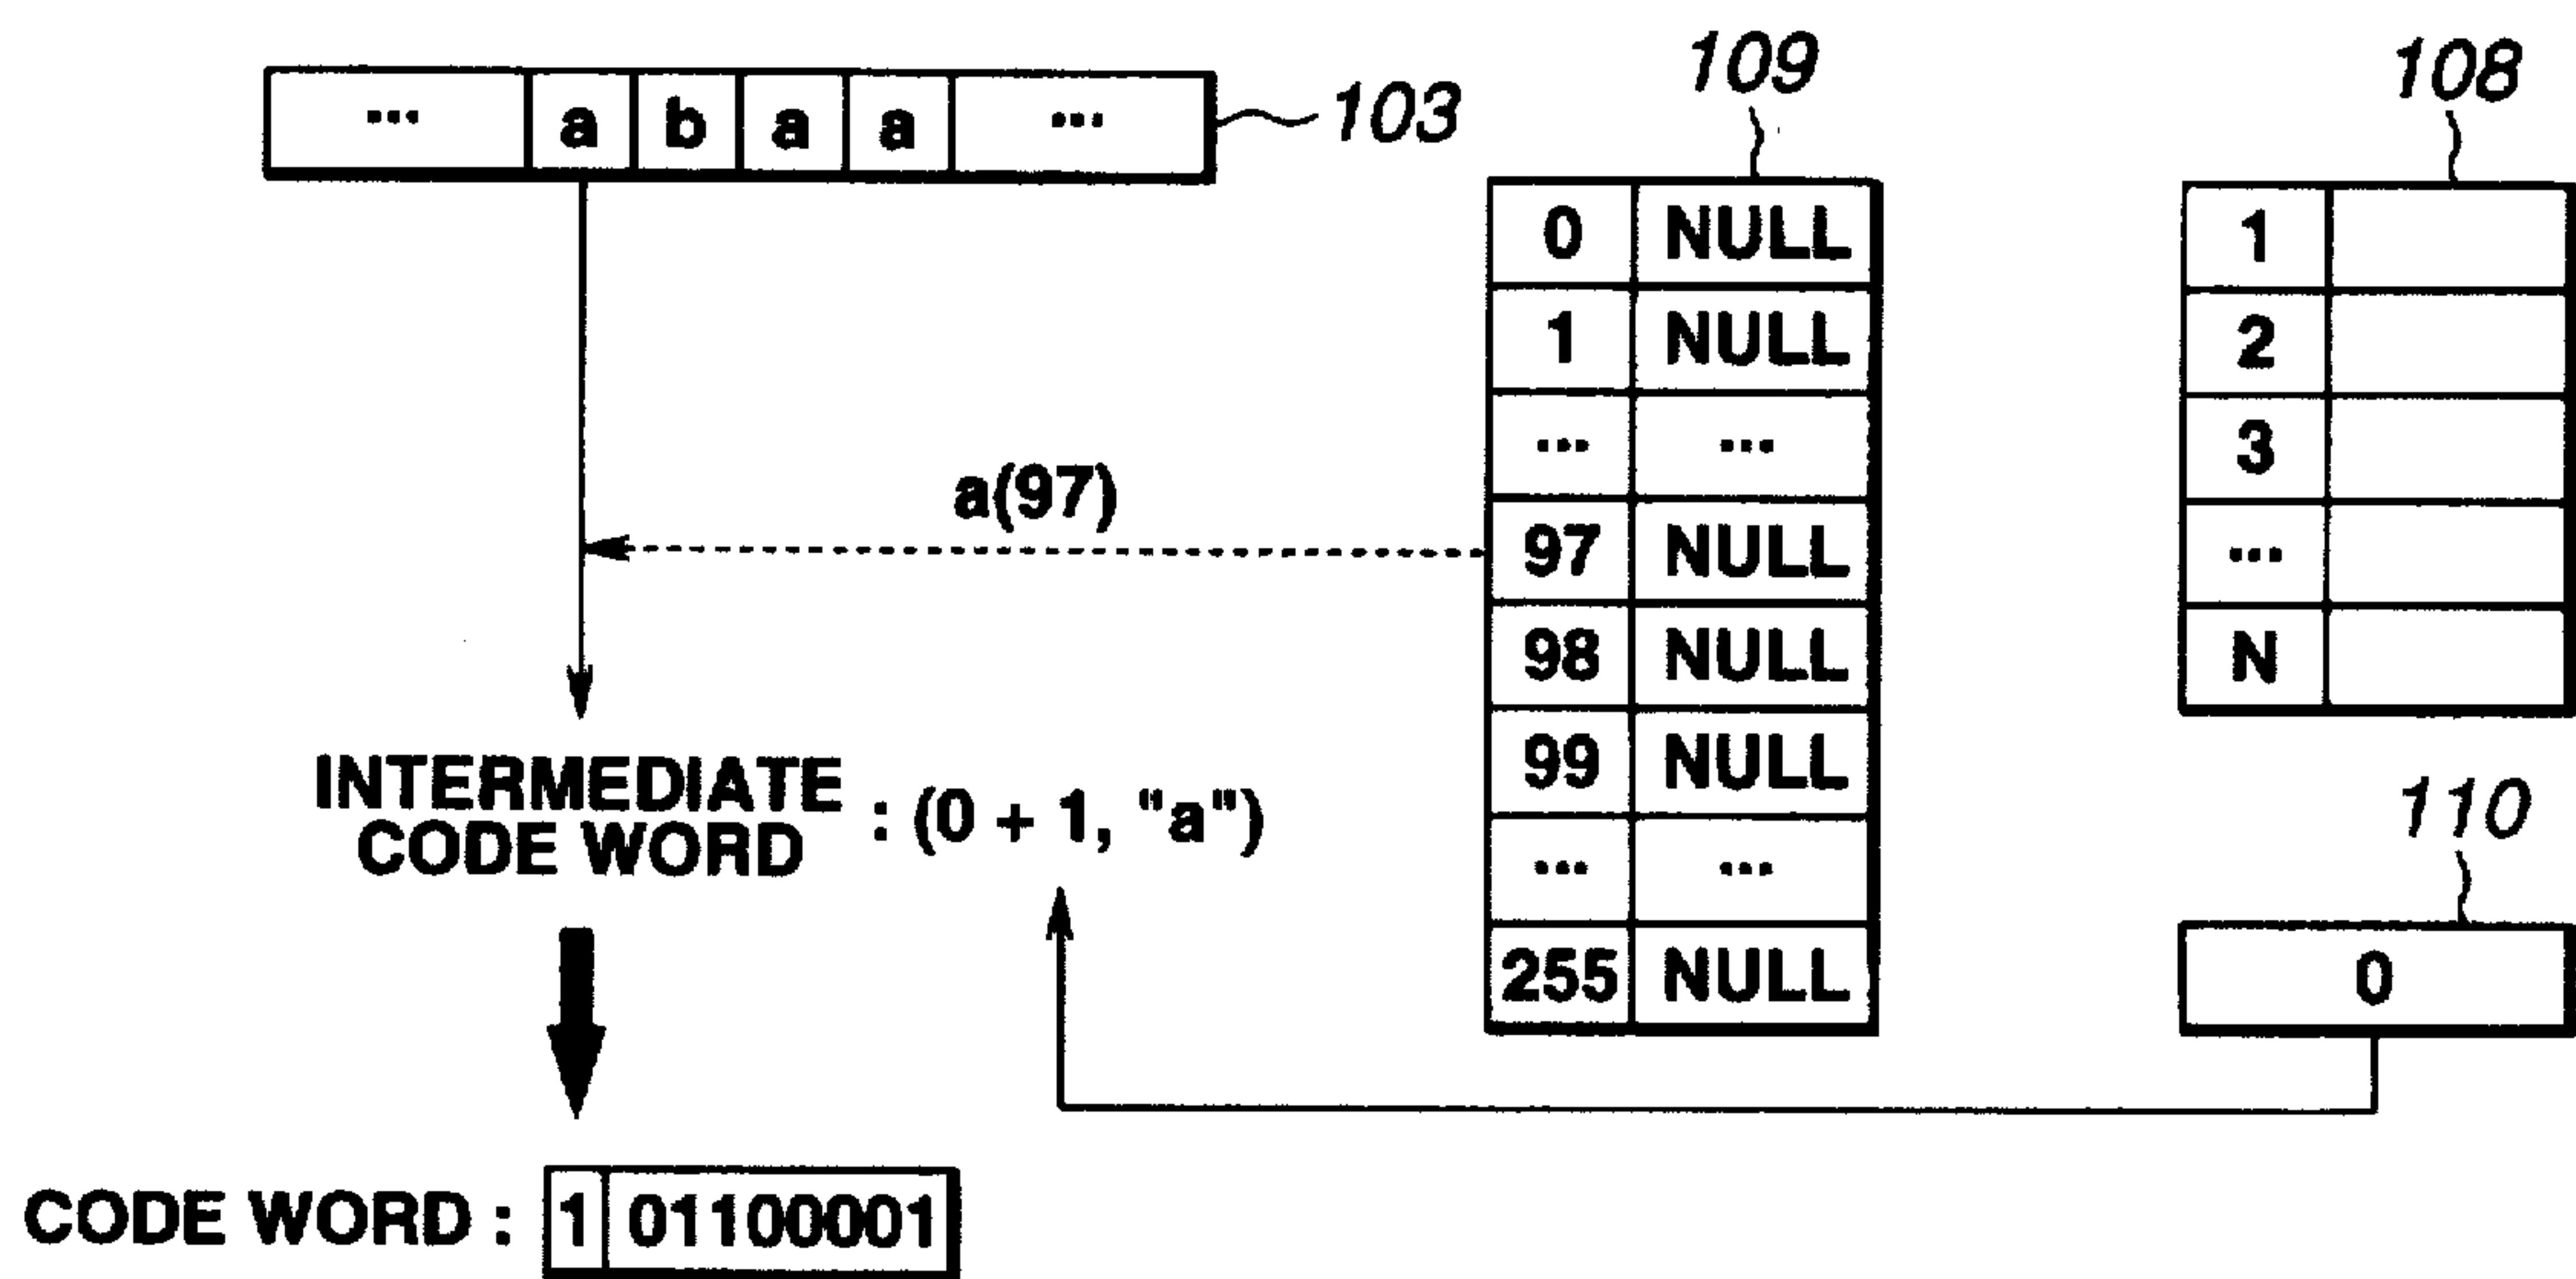 ··· a b a a ··· 103
109
0 NULL
1 NULL
··· ···
97 NULL
98 NULL
99 NULL
··· ···
255 NULL
108
1
2
3
···
N
110
0
a(97)
INTERMEDIATE
CODE WORD : (0 + 1, "a")
CODE WORD : 1 01100001